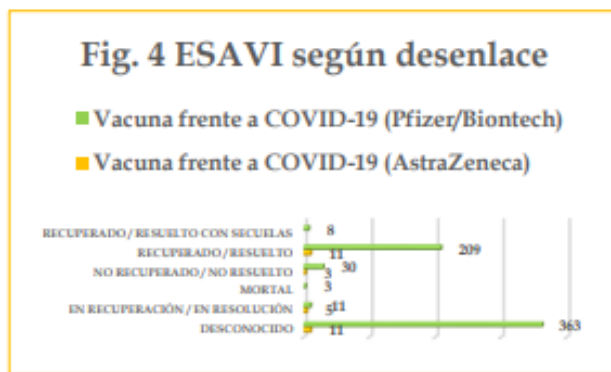 Fig. 4 ESAVI según desenlace
Vacuna frente a COVID-19 (Pfizer/Biontech)
Vacuna frente a COVID-19 (AstraZeneca)
RECUPERADO / RESUELTO CON SECUELAS 8
RECUPERADO / RESUELTO 209 11
NO RECUPERADO / NO RESUELTO 30 3
MORTAL 3
EN RECUPERACIÓN / EN RESOLUCIÓN 11 5
DESCONOCIDO 363 11